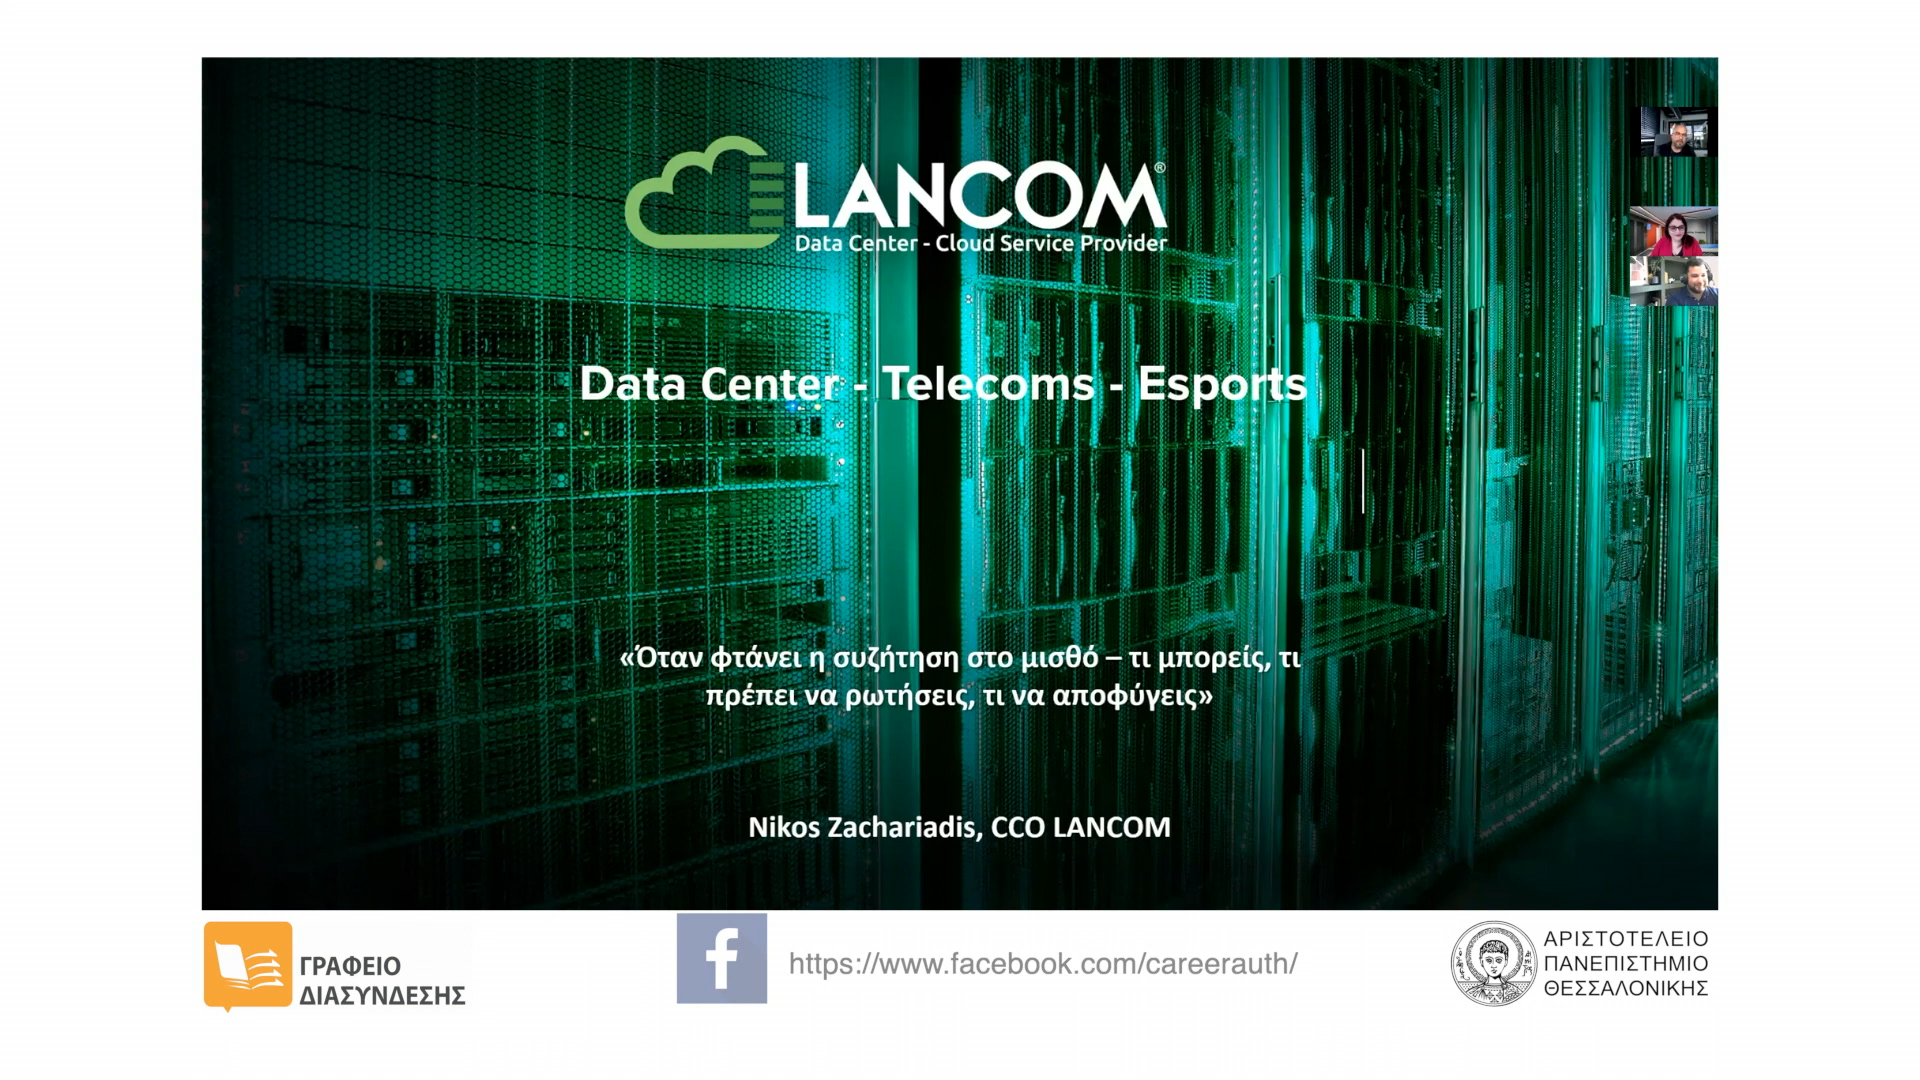 LANCOM®
Data Center - Cloud Service Provider
Data Center - Telecoms - Esports
«Όταν φτάνει η συζήτηση στο μισθό – τι μπορείς, τι
πρέπει να ρωτήσεις, τι να αποφύγεις»
Nikos Zachariadis, CCO LANCOM
ΓΡΑΦΕΙΟ
ΔΙΑΣΥΝΔΕΣΗΣ
https://www.facebook.com/careerauth/
ΑΡΙΣΤΟΤΕΛΕΙΟ
ΠΑΝΕΠΙΣΤΗΜΙΟ
ΘΕΣΣΑΛΟΝΙΚΗΣ